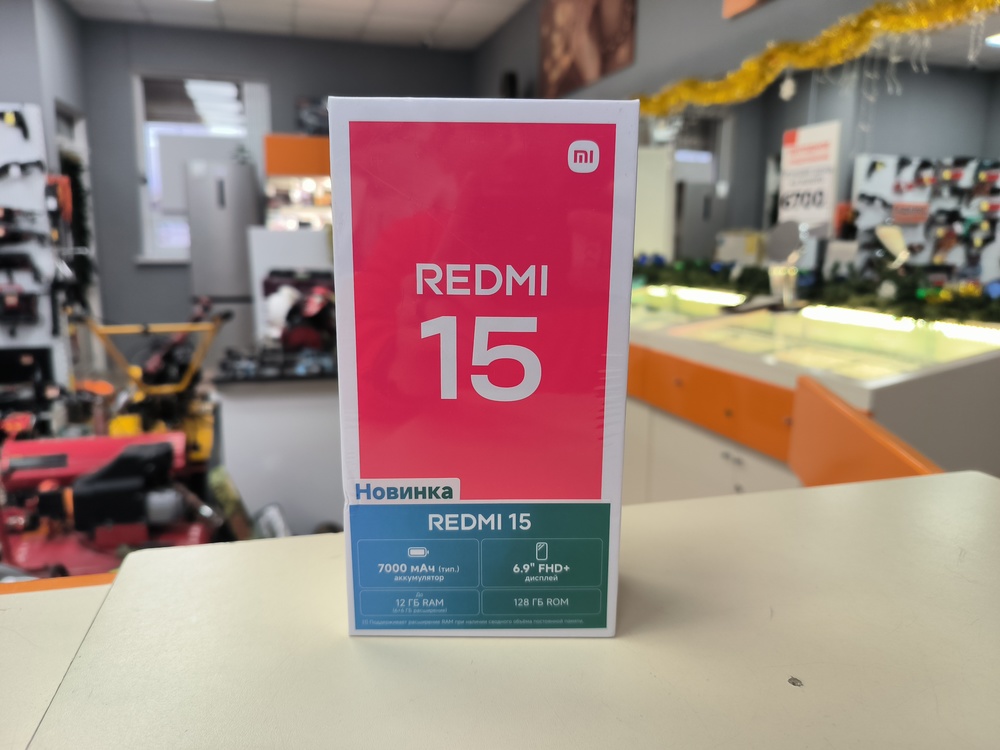 mi
REDMI
15
Новинка
REDMI 15
7000 мАч (тип.)
аккумулятор
6.9" FHD+
дисплей
До
12 ГБ RAM
128 ГБ ROM